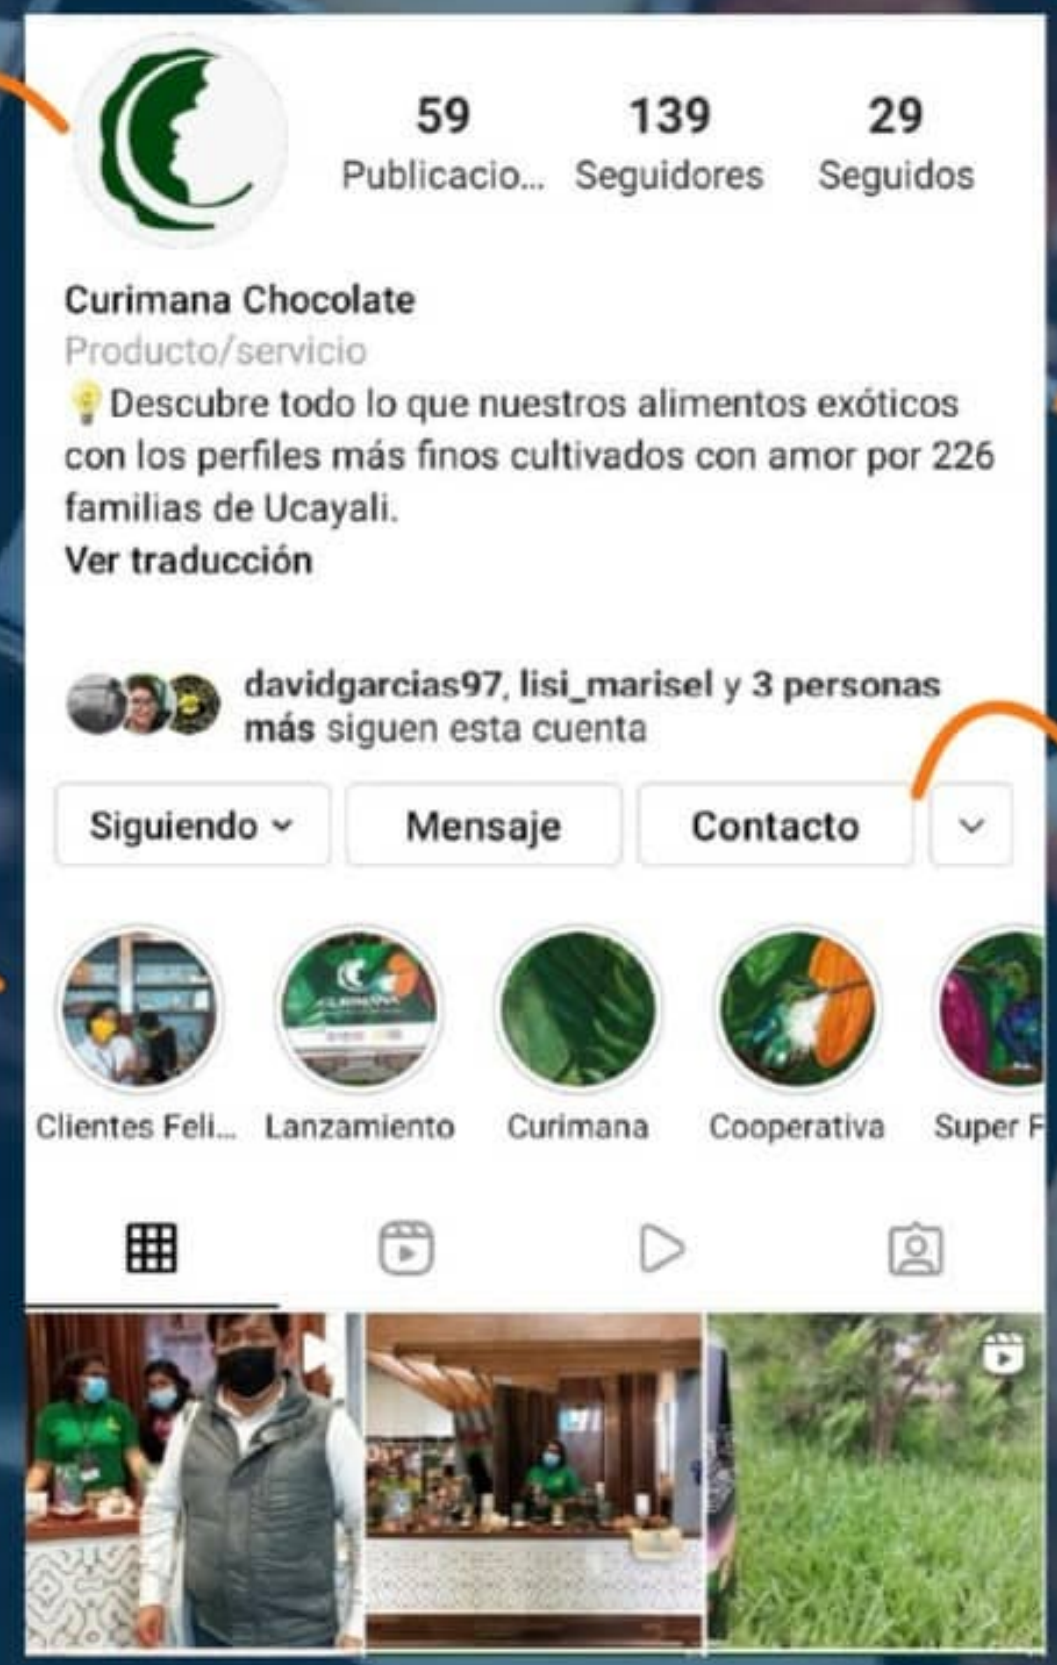 59
139
29
Publicacio...
Seguidores
Seguidos
Curimana Chocolate
Producto/servicio
💡Descubre todo lo que nuestros alimentos exóticos
con los perfiles más finos cultivados con amor por 226
familias de Ucayali.
Ver traducción
davidgarcias97, lisi_marisel y 3 personas
más siguen esta cuenta
Siguiendo
Mensaje
Contacto
Clientes Feli...
Lanzamiento
Curimana
Cooperativa
Super F